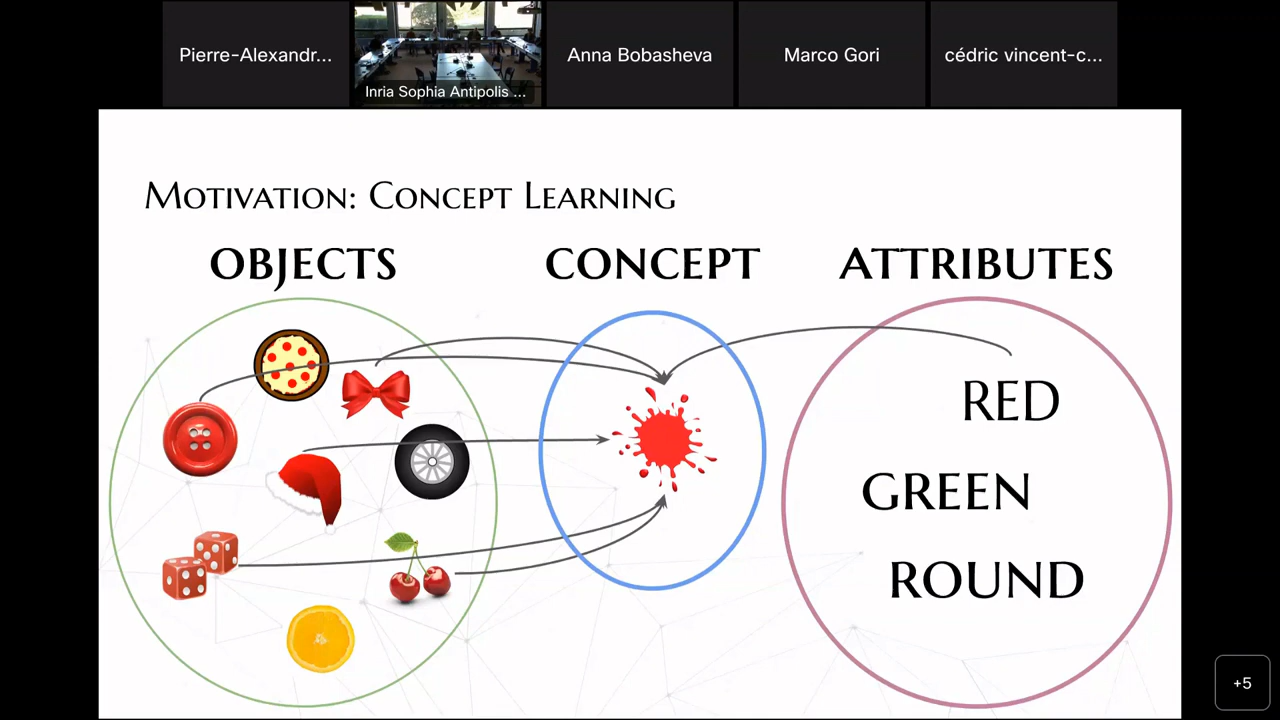 Pierre-Alexandr...
Inria Sophia Antipolis ...
Anna Bobasheva
Marco Gori
cédric vincent-c...
Motivation: Concept Learning
OBJECTS
CONCEPT
ATTRIBUTES
RED
GREEN
ROUND
+5